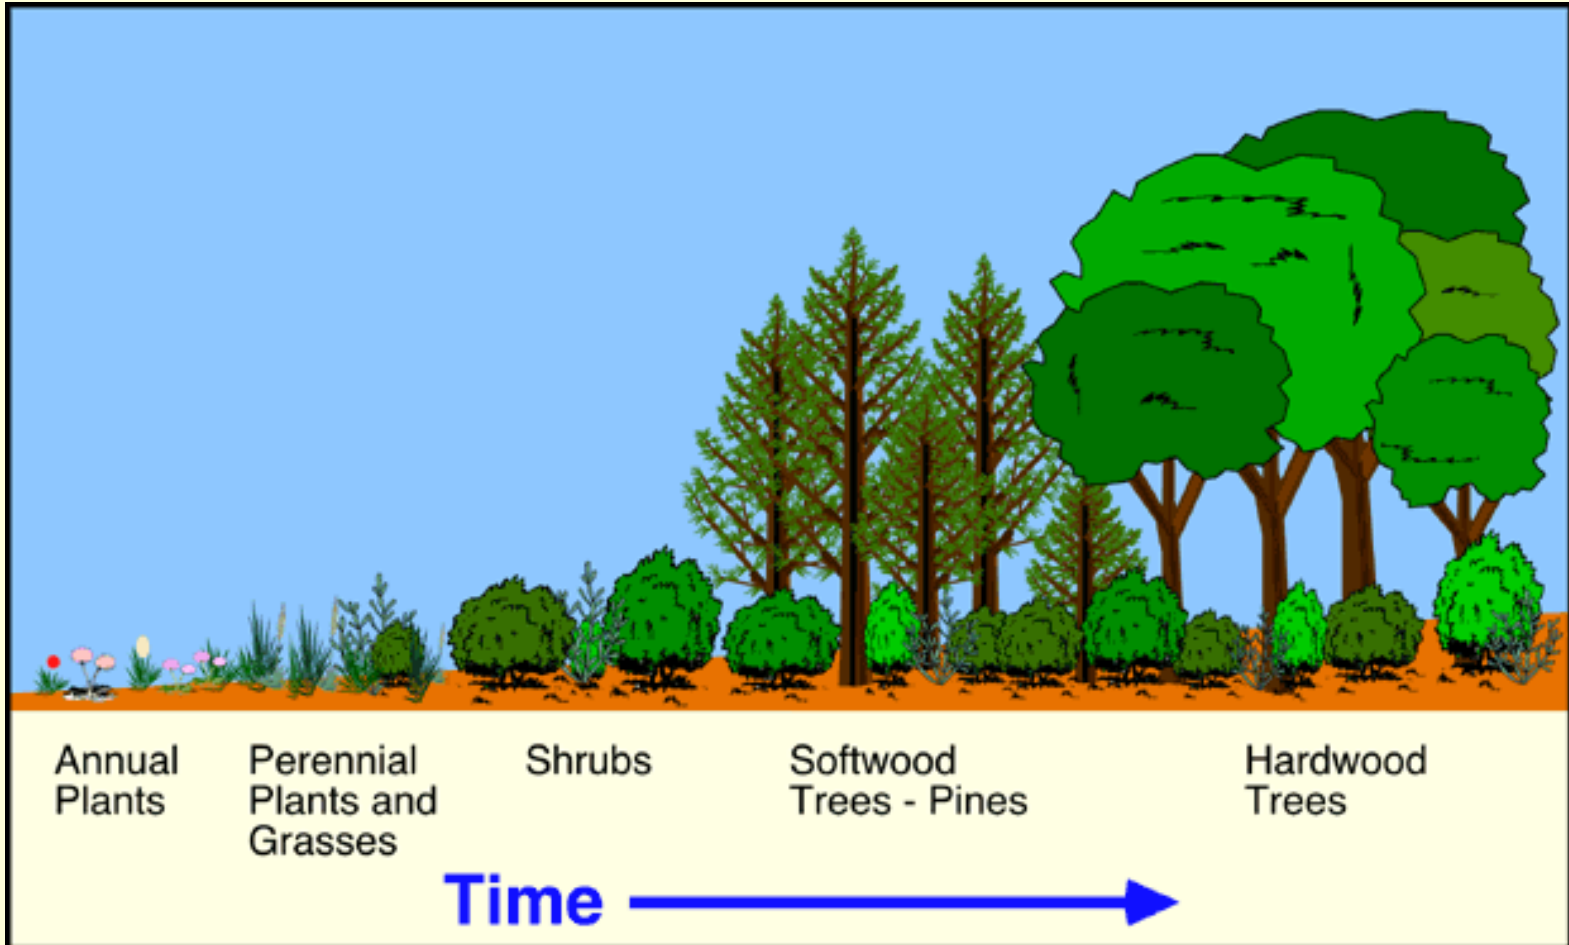 Annual
Plants
Perennial
Plants and
Grasses
Shrubs
Softwood
Trees - Pines
Hardwood
Trees
Time